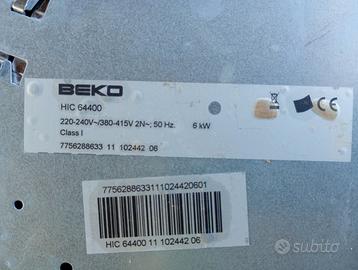 BEKO
HIC 64400
220-240V~/380-415V 2N~; 50 Hz. 6 kW
Class I
7756288633 11 102442 06
7756288633111024420601
HIC 64400 11 102442 06
subito